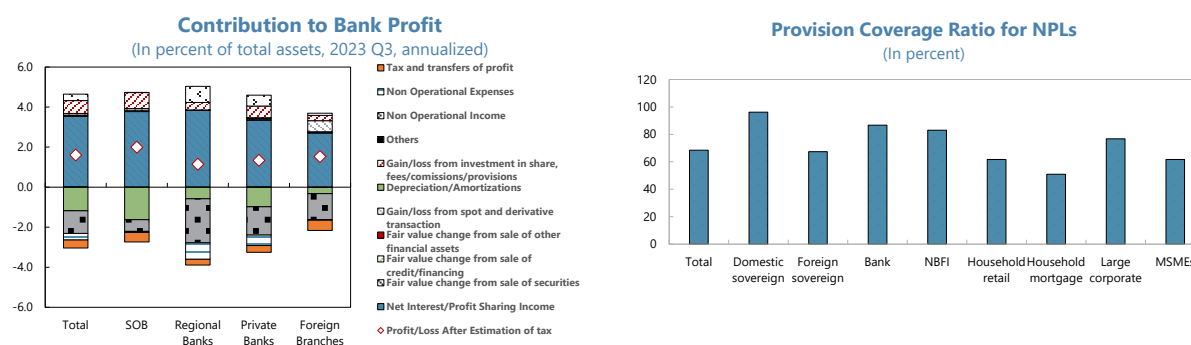 Contribution to Bank Profit
(In percent of total assets, 2023 Q3, annualized)
6.0
4.0
2.0
0.0
-2.0
-4.0
-6.0
Total
SOB
Regional
Banks
Private
Banks
Foreign
Branches
Tax and transfers of profit
Non Operational Expenses
Non Operational Income
Others
Gain/loss from investment in share,
fees/comissions/provisions
Depreciation/Amortizations
Gain/loss from spot and derivative
transaction
Fair value change from sale of other
financial assets
Fair value change from sale of
credit/financing
Fair value change from sale of securities
Net Interest/Profit Sharing Income
Profit/Loss After Estimation of tax
Provision Coverage Ratio for NPLs
(In percent)
120
100
80
60
40
20
0
Total
Domestic
sovereign
Foreign
sovereign
Bank
NBFI
Household
retail
Household
mortgage
Large
corporate
MSMEs